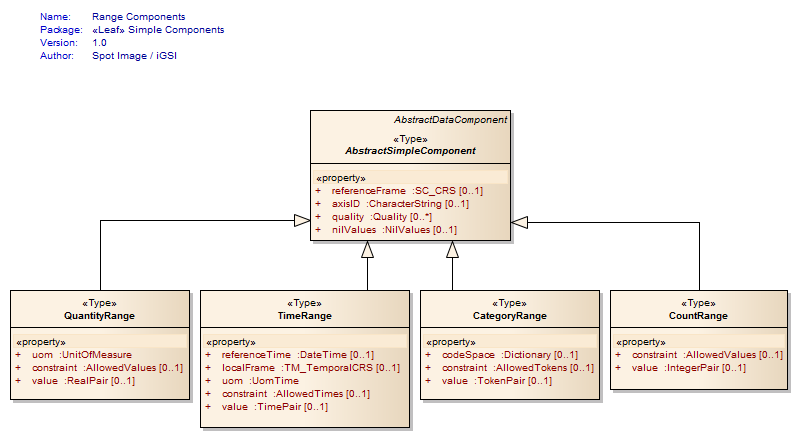 Name: Range Components
Package: «Leaf» Simple Components
Version: 1.0
Author: Spot Image / iGSI
AbstractDataComponent
«Type»
AbstractSimpleComponent
«property»
+ referenceFrame :SC_CRS [0..1]
+ axisID :CharacterString [0..1]
+ quality :Quality [0..*]
+ nilValues :NilValues [0..1]
«Type»
QuantityRange
«property»
+ uom :UnitOfMeasure
+ constraint :AllowedValues [0..1]
+ value :RealPair [0..1]
«Type»
TimeRange
«property»
+ referenceTime :DateTime [0..1]
+ localFrame :TM_TemporalCRS [0..1]
+ uom :UomTime
+ constraint :AllowedTimes [0..1]
+ value :TimePair [0..1]
«Type»
CategoryRange
«property»
+ codeSpace :Dictionary [0..1]
+ constraint :AllowedTokens [0..1]
+ value :TokenPair [0..1]
«Type»
CountRange
«property»
+ constraint :AllowedValues [0..1]
+ value :IntegerPair [0..1]